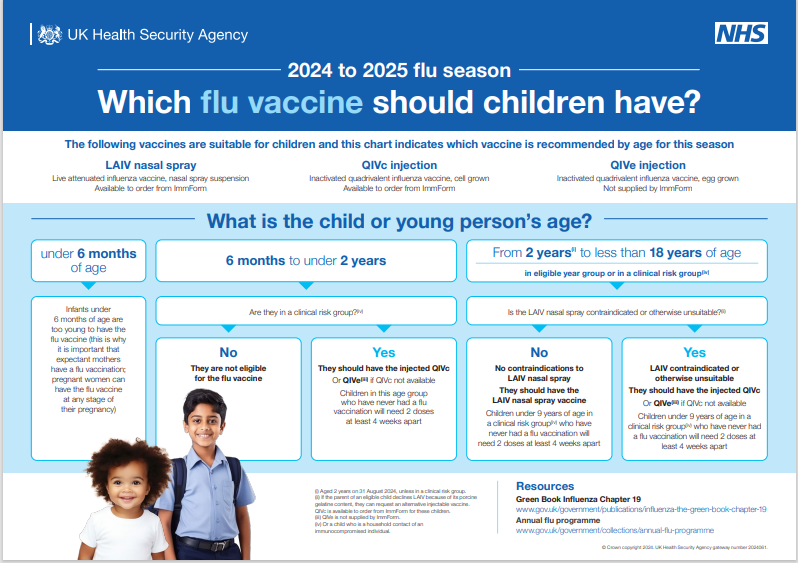 UK Health Security Agency
NHS
2024 to 2025 flu season
Which flu vaccine should children have?
The following vaccines are suitable for children and this chart indicates which vaccine is recommended by age for this season
LAIV nasal spray
Live attenuated influenza vaccine, nasal spray suspension
Available to order from ImmForm
QIVc injection
Inactivated quadrivalent influenza vaccine, cell grown
Available to order from ImmForm
QIVe injection
Inactivated quadrivalent influenza vaccine, egg grown
Not supplied by ImmForm
What is the child or young person's age?
under 6 months
of age
Infants under
6 months of age are
too young to have the
flu vaccine (this is why
it is important that
expectant mothers
have a flu vaccination;
pregnant women can
have the flu vaccine
at any stage of
their pregnancy)
6 months to under 2 years
Are they in a clinical risk group?(iv)
No
They are not eligible
for the flu vaccine
Yes
They should have the injected QIVc
Or QIVe(iii) if QIVc not available
Children in this age group
who have never had a flu
vaccination will need 2 doses
at least 4 weeks apart
From 2 years(i) to less than 18 years of age
in eligible year group or in a clinical risk group(iv)
Is the LAIV nasal spray contraindicated or otherwise unsuitable?(ii)
No
No contraindications to
LAIV nasal spray
They should have the
LAIV nasal spray vaccine
Children under 9 years of age in
a clinical risk group(iv) who have
never had a flu vaccination will
need 2 doses at least 4 weeks apart
Yes
LAIV contraindicated or
otherwise unsuitable
They should have the injected QIVc
Or QIVe(iii) if QIVc not available
Children under 9 years of age in a
clinical risk group(iv) who have never had
a flu vaccination will need 2 doses at
least 4 weeks apart
(i) Aged 2 years on 31 August 2024, unless in a clinical risk group.
(ii) If the parent of an eligible child declines LAIV because of its porcine
gelatine content, they can request an alternative injectable vaccine.
QIVc is available to order from ImmForm for these children.
(iii) QIVe is not supplied by ImmForm.
(iv) Or a child who is a household contact of an
immunocompromised individual.
Resources
Green Book Influenza Chapter 19
www.gov.uk/government/publications/influenza-the-green-book-chapter-19
Annual flu programme
www.gov.uk/government/collections/annual-flu-programme
© Crown copyright 2024. UK Health Security Agency gateway number 2024061.